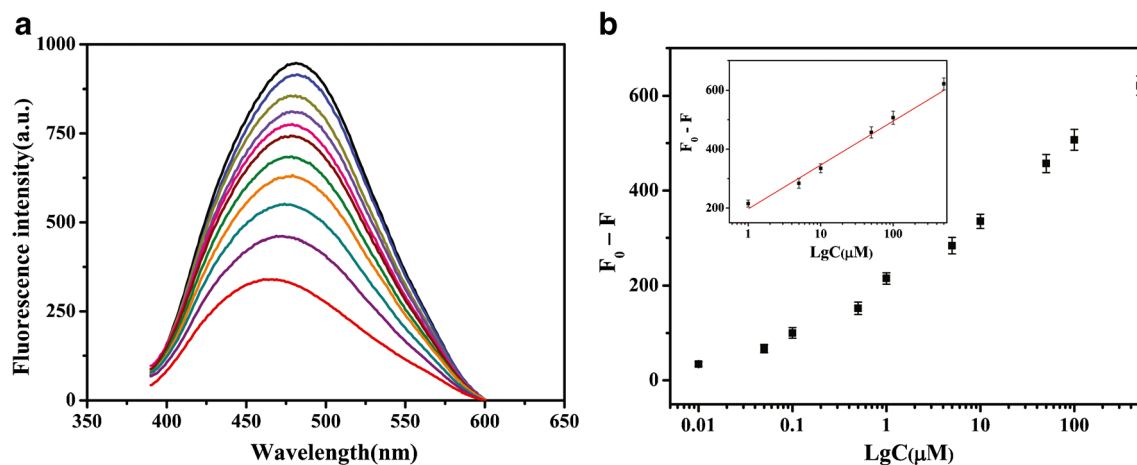 a
1000
750
500
250
0
Fluorescence intensity(a.u.)
350 400 450 500 550 600 650
Wavelength(nm)
b
600
400
200
0
F₀ – F
0.01 0.1 1 10 100
LgC(μM)
600
400
200
F₀ - F
1 10 100
LgC(μM)